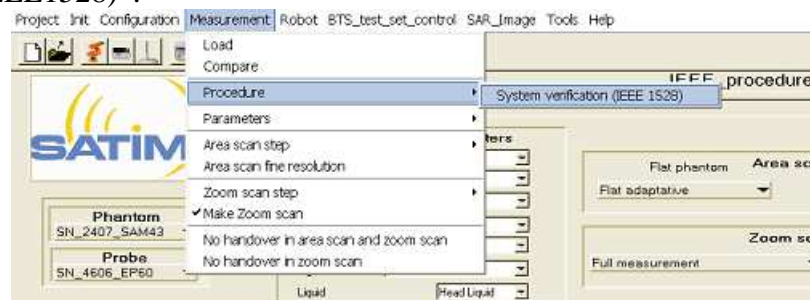 Project Init Configuration Measurement Robot BTS_test_set_control SAR_Image Tools Help
Load
Compare
Procedure
System verification (IEEE 1528)
Parameters
Area scan step
Area scan fine resolution
Zoom scan step
Make Zoom scan
No handover in area scan and zoom scan
No handover in zoom scan
SATIM
Phantom
SN_2407_SAM43
Probe
SN_4606_EP60
Liquid Head Liquid
IEEE procedure
Flat phantom Area sc
Flat adaptative
Zoom sc
Full measurement